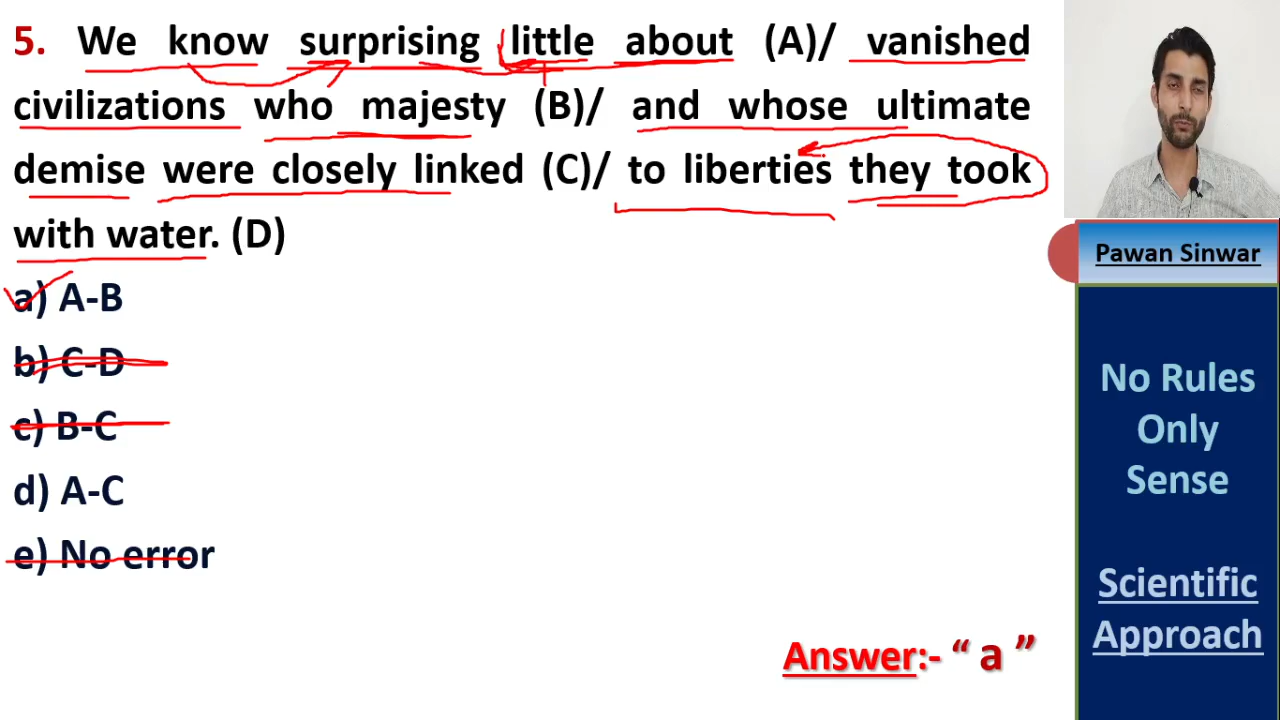 5. We know surprising little about (A)/ vanished
civilizations who majesty (B)/ and whose ultimate
demise were closely linked (C)/ to liberties they took
with water. (D)
a) A-B
b) C-D
c) B-C
d) A-C
e) No error
Answer:- “ a ”
Pawan Sinwar
No Rules
Only
Sense
Scientific
Approach